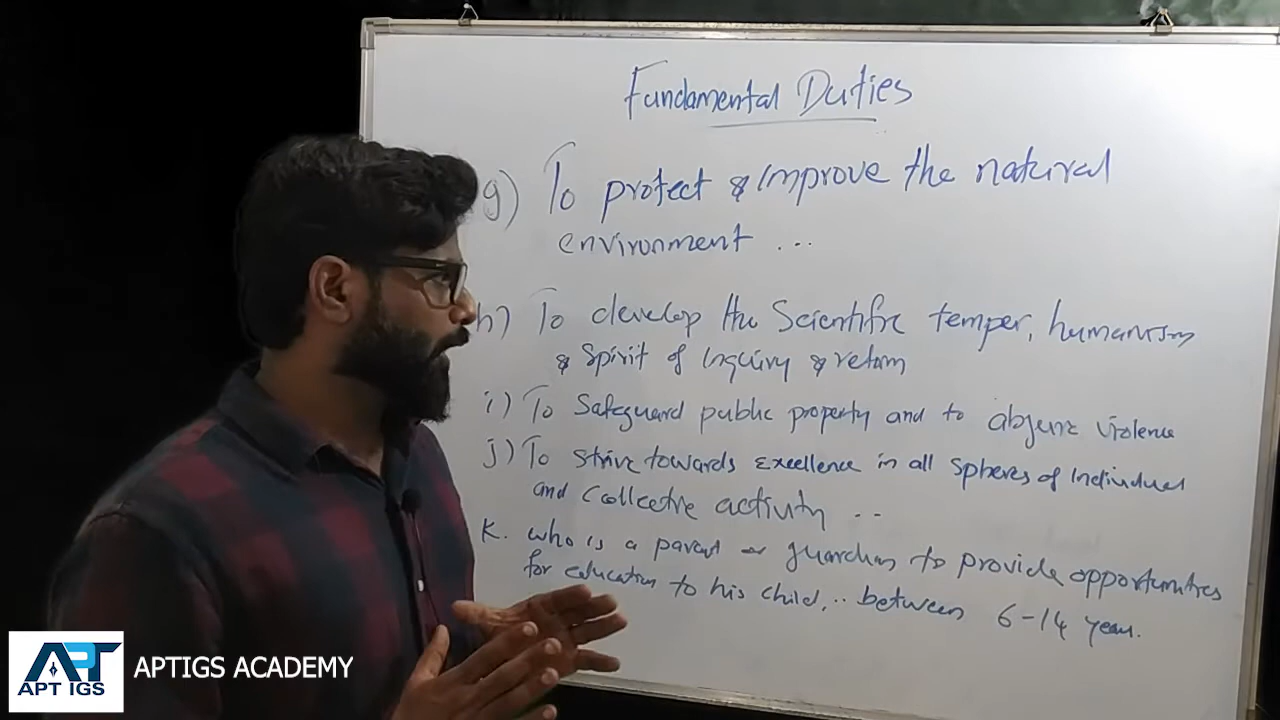 Fundamental Duties
g) To protect & improve the natural
environment ...
h) To develop the Scientific temper, humanism
& Spirit of Inquiry & reform
i) To Safeguard public property and to abjure violence
j) To Strive towards Excellence in all Spheres of Individual
and Collective activity ..
K. who is a parent or guardian to provide opportunities
for education to his child, .. between 6-14 years.
APT
APT IGS
APTIGS ACADEMY